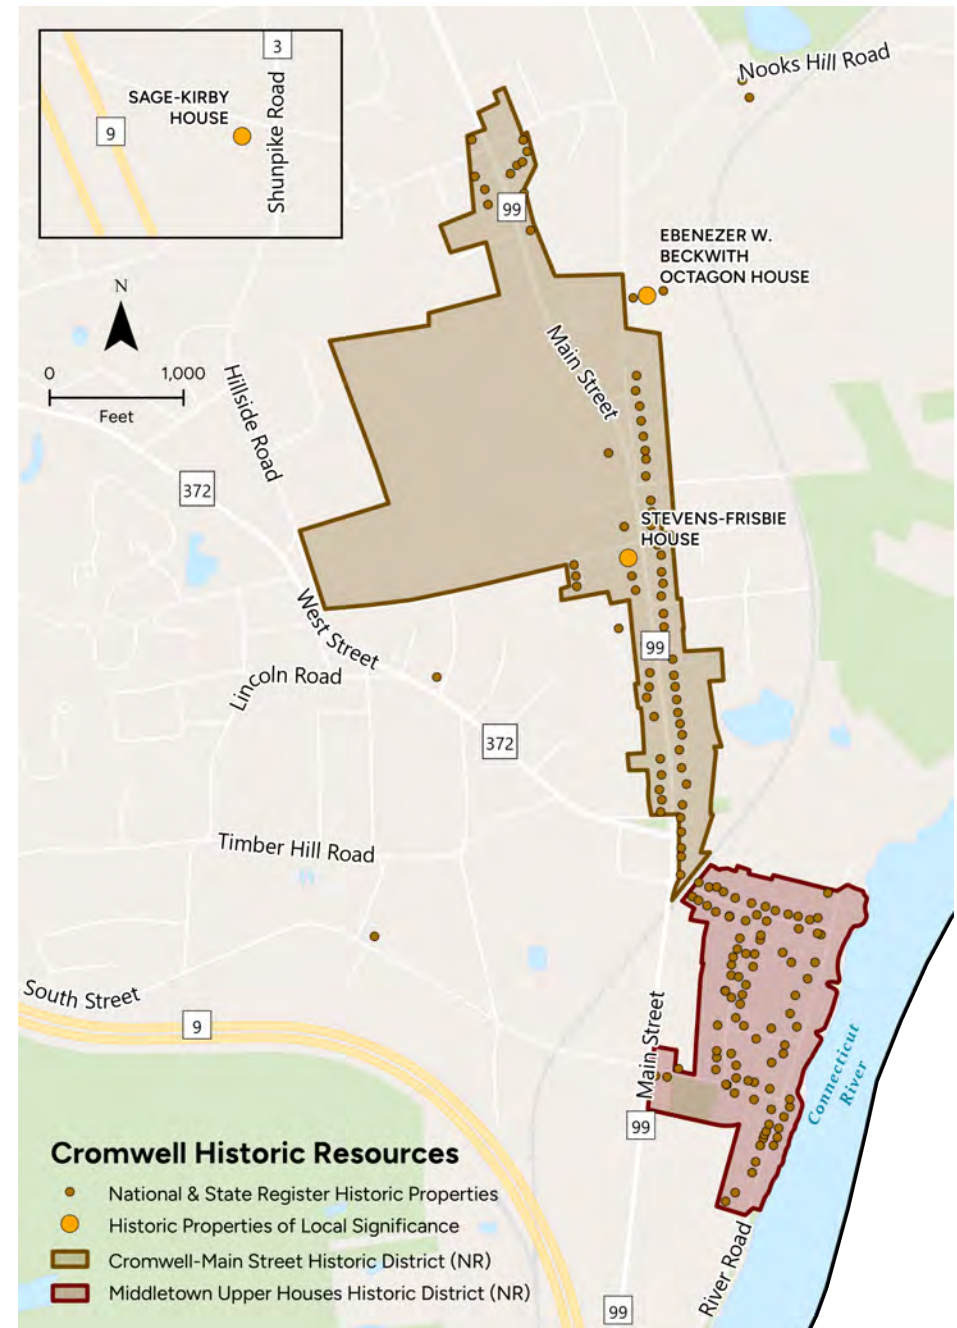 3
SAGE-KIRBY
HOUSE
9
Shunpike Road
Nooks Hill Road
99
EBENEZER W.
BECKWITH
OCTAGON HOUSE
N
0 1,000
Feet
Main Street
Hillside Road
372
STEVENS-FRISBIE
HOUSE
West Street
99
Lincoln Road
372
Timber Hill Road
South Street
9
Main Street
Connecticut
River
99
Cromwell Historic Resources
National & State Register Historic Properties
Historic Properties of Local Significance
Cromwell-Main Street Historic District (NR)
Middletown Upper Houses Historic District (NR)
River Road
99